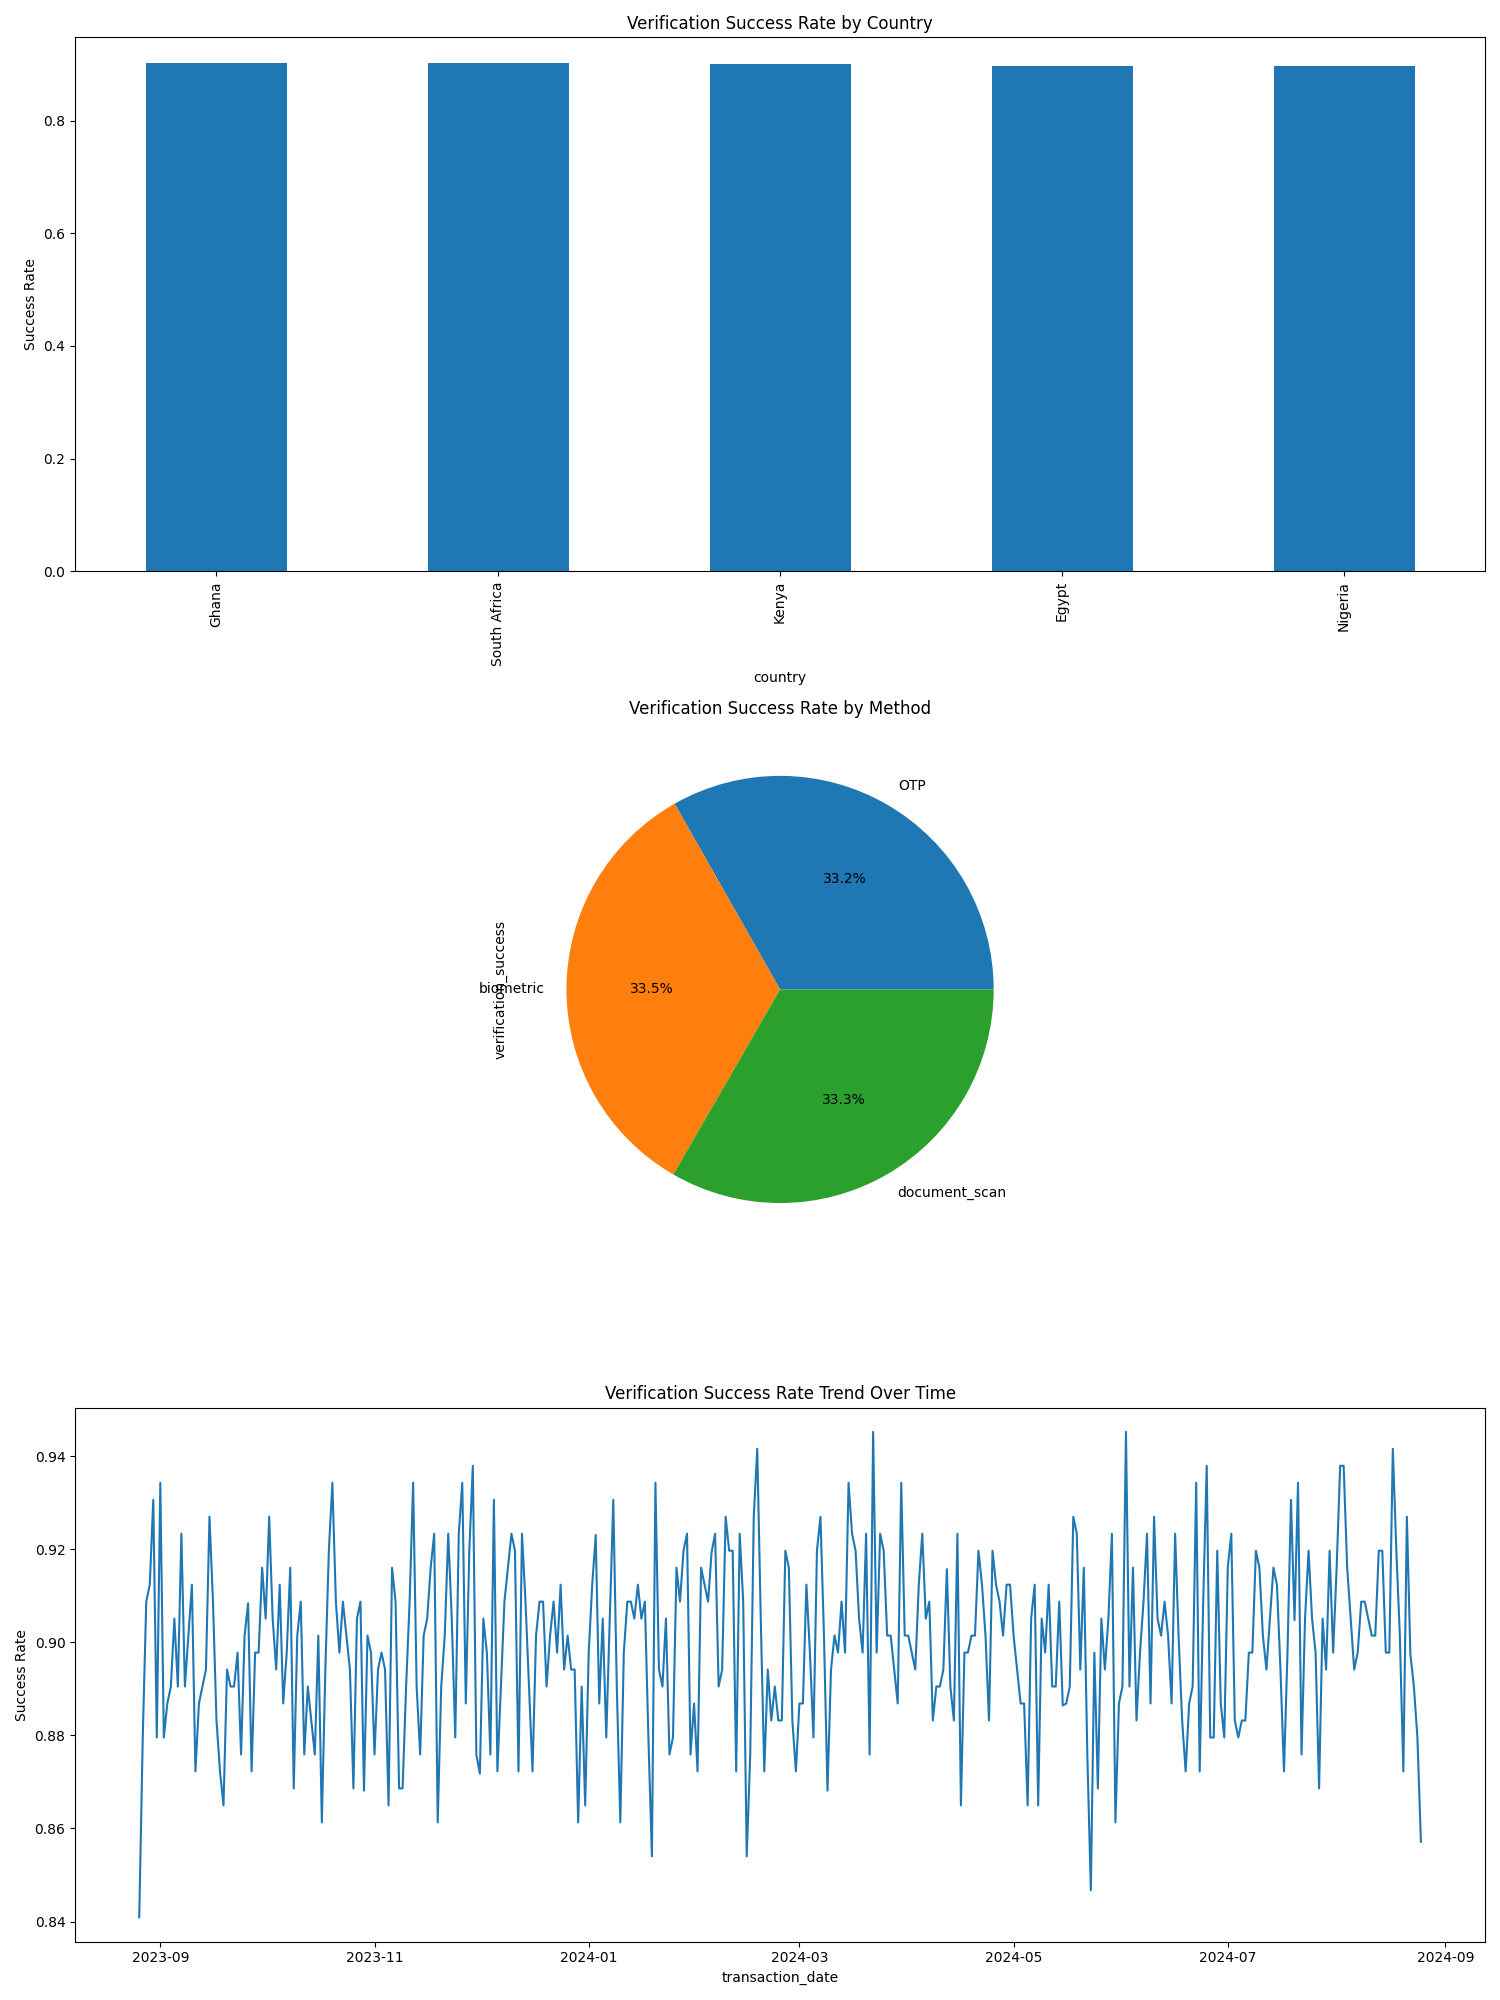 Verification Success Rate by Country
Success Rate
0.8
0.6
0.4
0.2
0.0
Ghana
South Africa
Kenya
Egypt
Nigeria
country
Verification Success Rate by Method
OTP
33.2%
biometric
33.5%
verification_success
33.3%
document_scan
Verification Success Rate Trend Over Time
Success Rate
0.94
0.92
0.90
0.88
0.86
0.84
2023-09
2023-11
2024-01
2024-03
2024-05
2024-07
2024-09
transaction_date